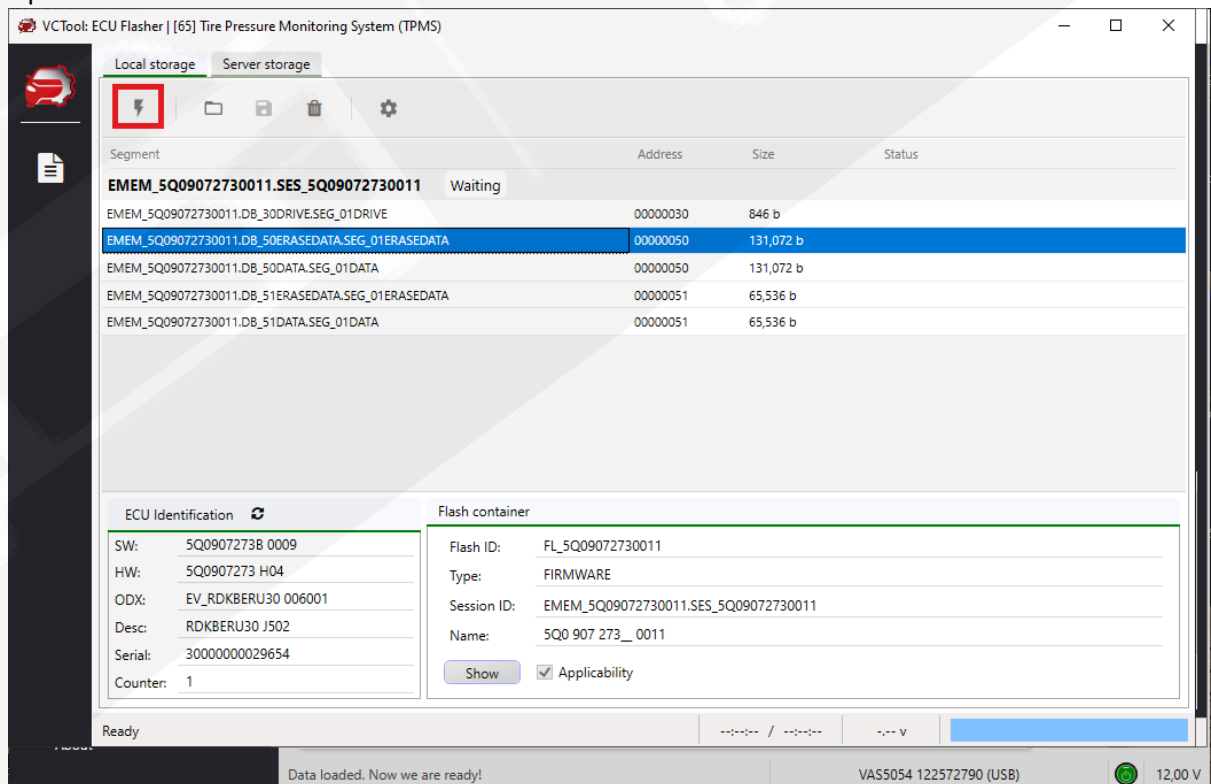 VCTool: ECU Flasher | [65] Tire Pressure Monitoring System (TPMS)
Local storage Server storage
Segment Address Size Status
EMEM_5Q09072730011.SES_5Q09072730011 Waiting
EMEM_5Q09072730011.DB_30DRIVE.SEG_01DRIVE 00000030 846 b
EMEM_5Q09072730011.DB_50ERASEDATA.SEG_01ERASEDATA 00000050 131,072 b
EMEM_5Q09072730011.DB_50DATA.SEG_01DATA 00000050 131,072 b
EMEM_5Q09072730011.DB_51ERASEDATA.SEG_01ERASEDATA 00000051 65,536 b
EMEM_5Q09072730011.DB_51DATA.SEG_01DATA 00000051 65,536 b
ECU Identification
SW: 5Q0907273B 0009
HW: 5Q0907273 H04
ODX: EV_RDKBERU30 006001
Desc: RDKBERU30 J502
Serial: 30000000029654
Counter: 1
Flash container
Flash ID: FL_5Q09072730011
Type: FIRMWARE
Session ID: EMEM_5Q09072730011.SES_5Q09072730011
Name: 5Q0 907 273__ 0011
Show Applicability
Ready --:--:-- / --:--:-- -.-- v
Data loaded. Now we are ready! VAS5054 122572790 (USB) 12,00 V